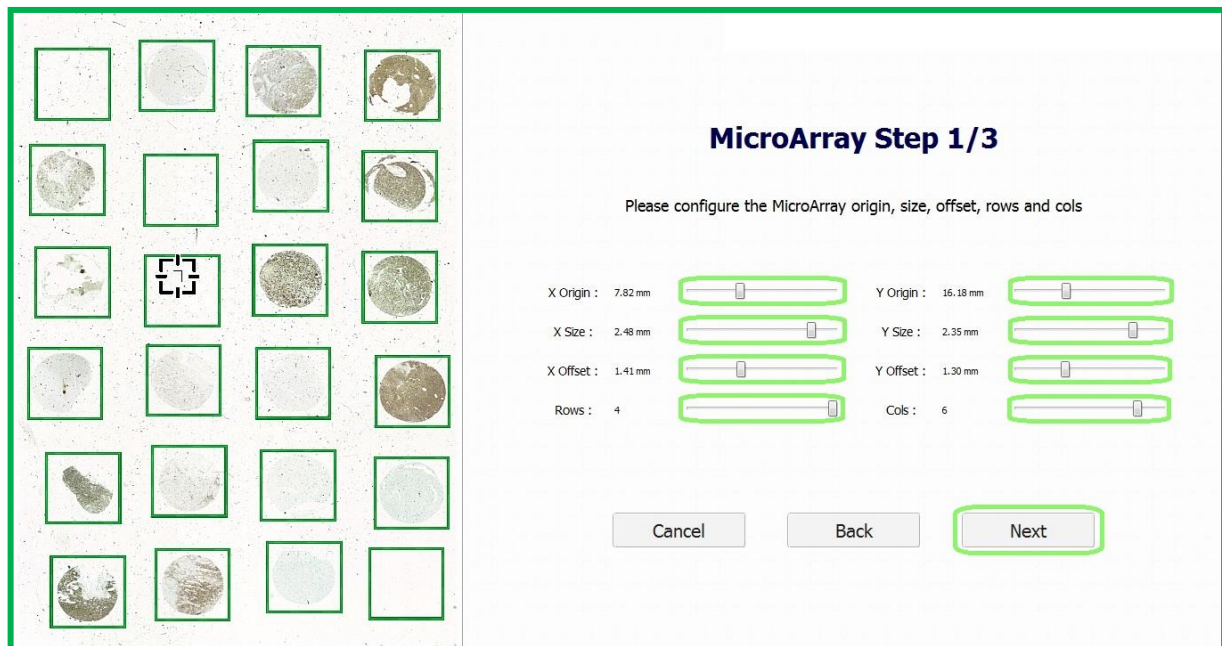 MicroArray Step 1/3
Please configure the MicroArray origin, size, offset, rows and cols
X Origin : 7.82 mm Y Origin : 16.18 mm
X Size : 2.48 mm Y Size : 2.35 mm
X Offset : 1.41 mm Y Offset : 1.30 mm
Rows : 4 Cols : 6
Cancel Back Next